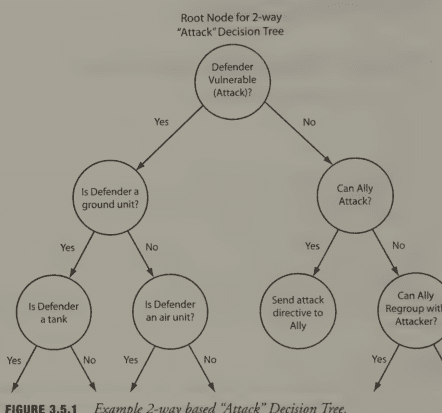 Root Node for 2-way
"Attack" Decision Tree
Defender
Vulnerable
(Attack)?
Yes
No
Is Defender a
ground unit?
Can Ally
Attack?
Yes
No
Yes
No
Is Defender
a tank
Is Defender
an air unit?
Send attack
directive to
Ally
Can Ally
Regroup with
Attacker?
Yes
No
Yes
No
Yes
FIGURE 3.5.1 Example 2-way based "Attack" Decision Tree.